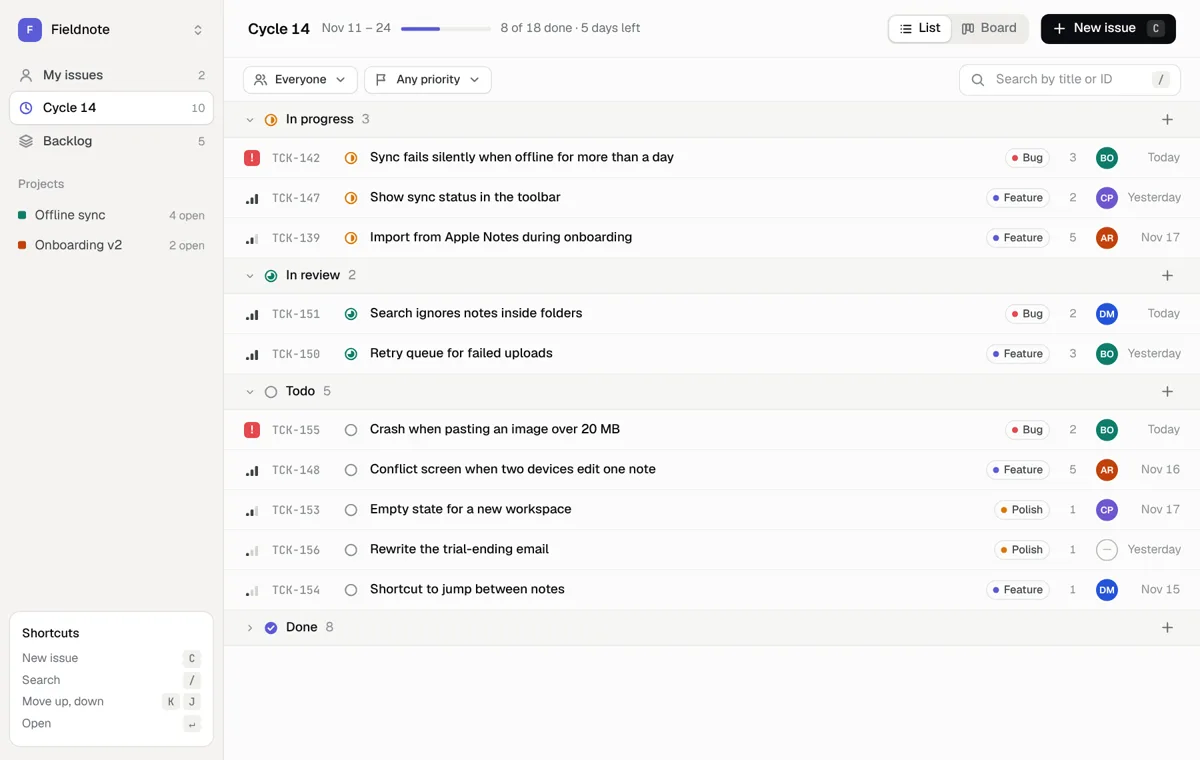 F Fieldnote
My issues 2
Cycle 14 10
Backlog 5
Projects
Offline sync 4 open
Onboarding v2 2 open
Shortcuts
New issue C
Search /
Move up, down K J
Open ↵
Cycle 14 Nov 11 – 24 8 of 18 done · 5 days left List Board + New issue C
Everyone Any priority Search by title or ID /
In progress 3 +
! TCK-142 Sync fails silently when offline for more than a day Bug 3 BO Today
TCK-147 Show sync status in the toolbar Feature 2 CP Yesterday
TCK-139 Import from Apple Notes during onboarding Feature 5 AR Nov 17
In review 2 +
TCK-151 Search ignores notes inside folders Bug 2 DM Today
TCK-150 Retry queue for failed uploads Feature 3 BO Yesterday
Todo 5 +
! TCK-155 Crash when pasting an image over 20 MB Bug 2 BO Today
TCK-148 Conflict screen when two devices edit one note Feature 5 AR Nov 16
TCK-153 Empty state for a new workspace Polish 1 CP Nov 17
TCK-156 Rewrite the trial-ending email Polish 1 – Yesterday
TCK-154 Shortcut to jump between notes Feature 1 DM Nov 15
Done 8 +